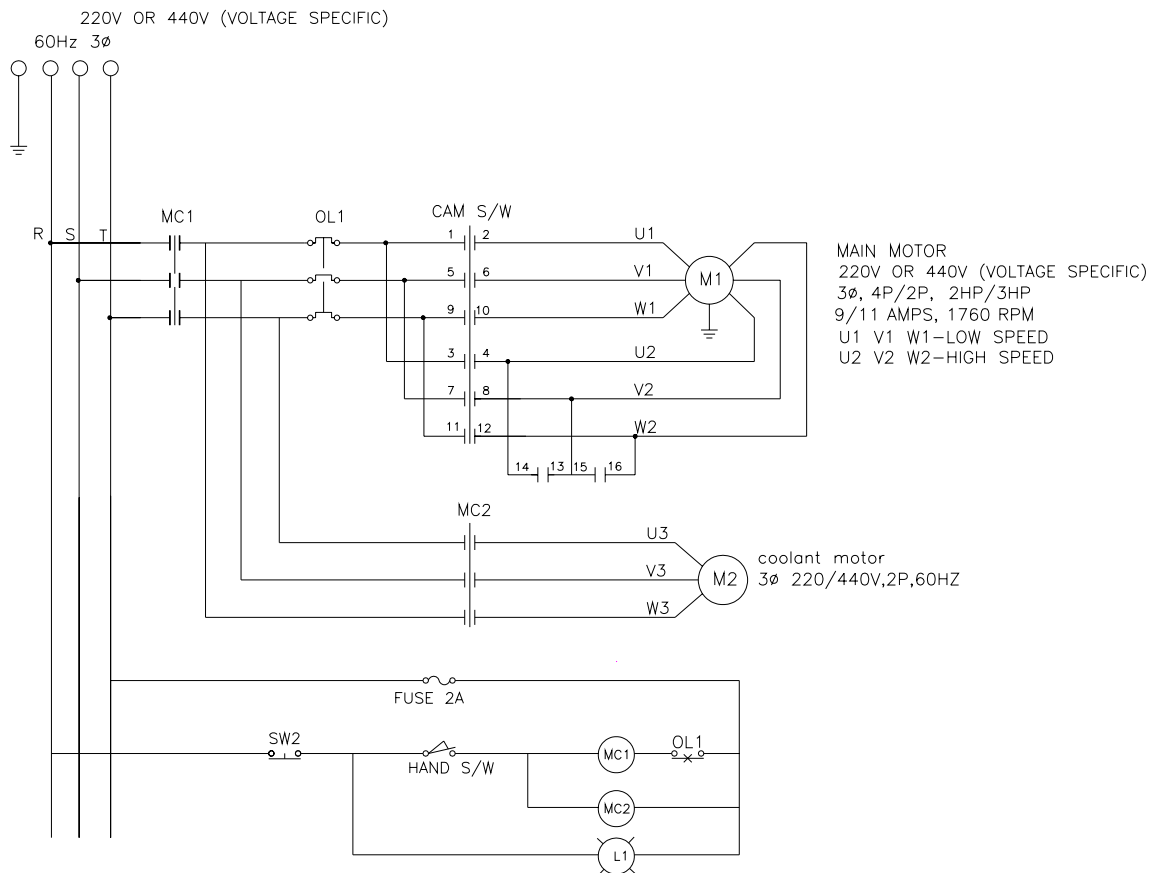 220V OR 440V (VOLTAGE SPECIFIC)
60Hz 3ø
MC1
OL1
CAM S/W
R S T
1 2
U1
5 6
V1
M1
9 10
W1
3 4
U2
7 8
V2
11 12
W2
14 13 15 16
MAIN MOTOR
220V OR 440V (VOLTAGE SPECIFIC)
3ø, 4P/2P, 2HP/3HP
9/11 AMPS, 1760 RPM
U1 V1 W1-LOW SPEED
U2 V2 W2-HIGH SPEED
MC2
U3
V3
W3
M2
coolant motor
3ø 220/440V,2P,60HZ
FUSE 2A
SW2
HAND S/W
MC1
OL1
MC2
L1